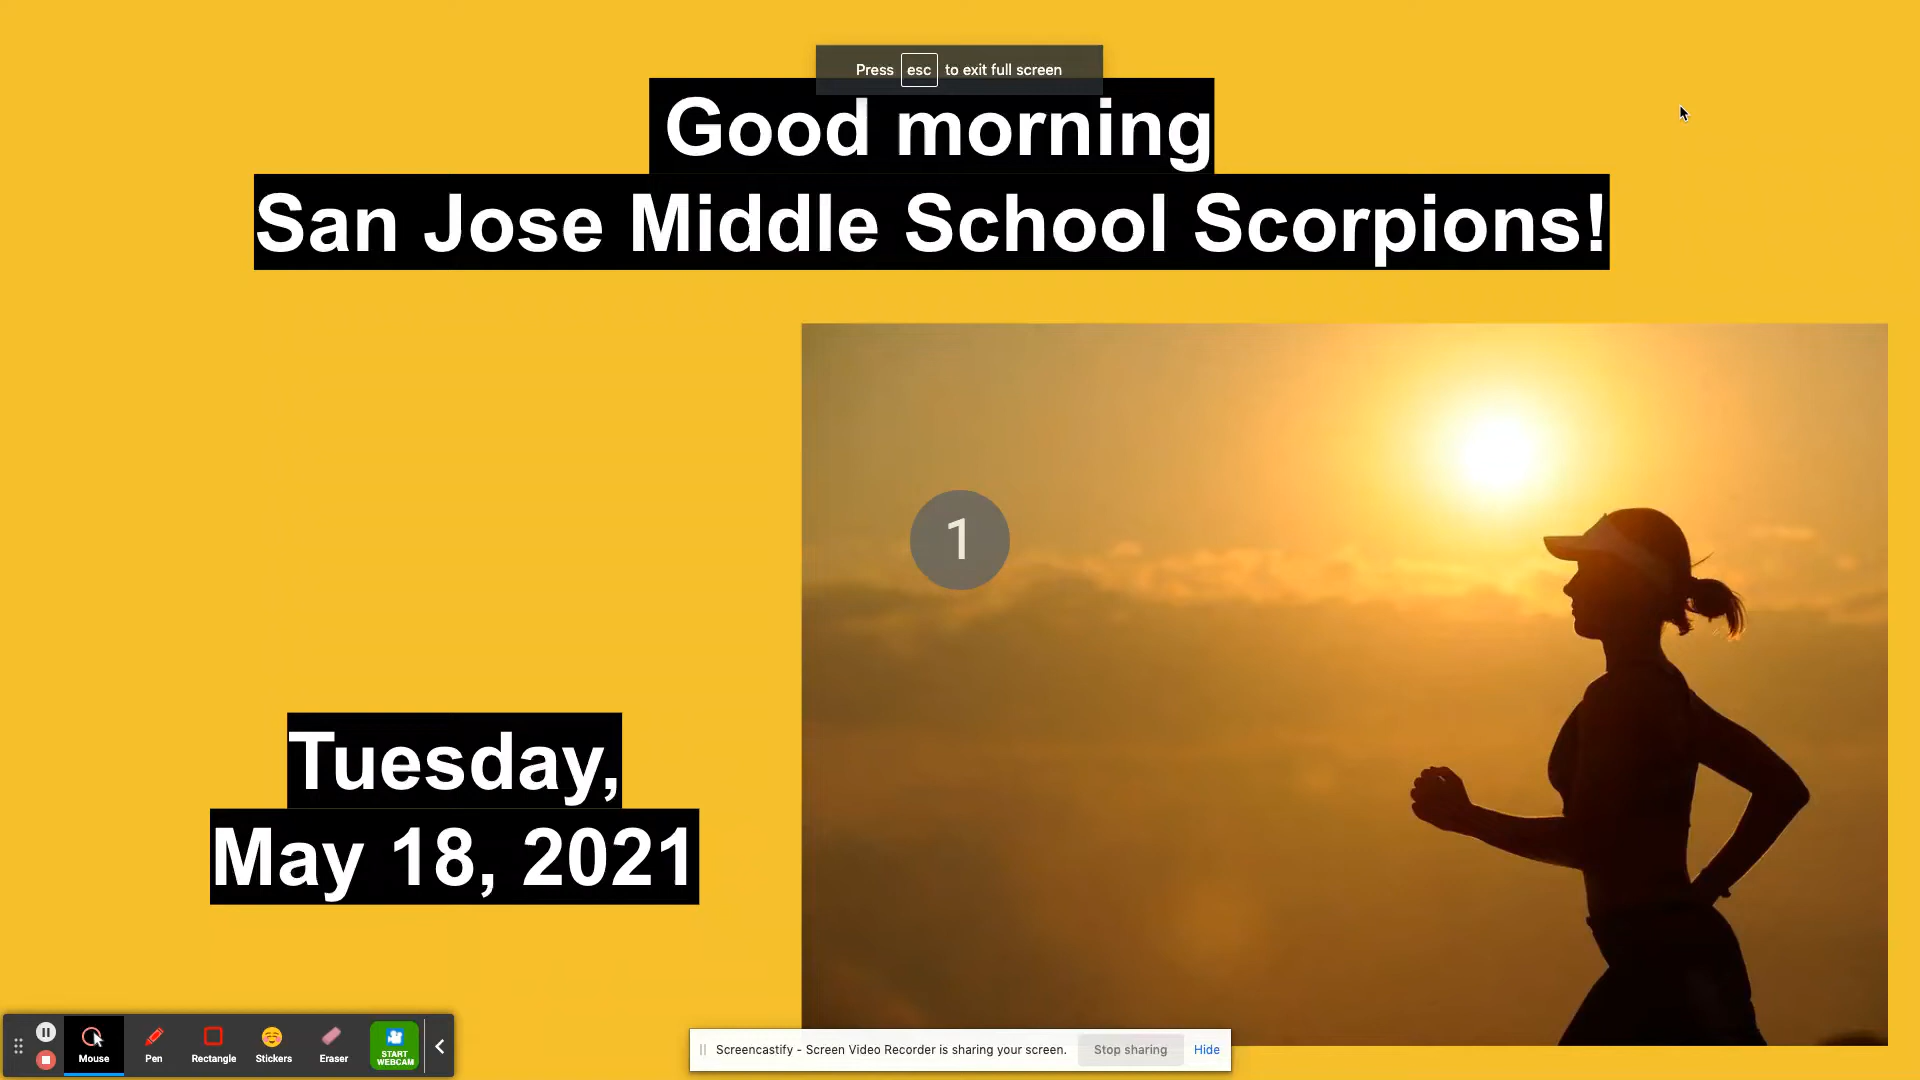 Press esc to exit full screen
Good morning
San Jose Middle School Scorpions!
1
Tuesday,
May 18, 2021
Mouse
Pen
Rectangle
Stickers
Eraser
START
WEBCAM
Screencastify - Screen Video Recorder is sharing your screen.
Stop sharing
Hide